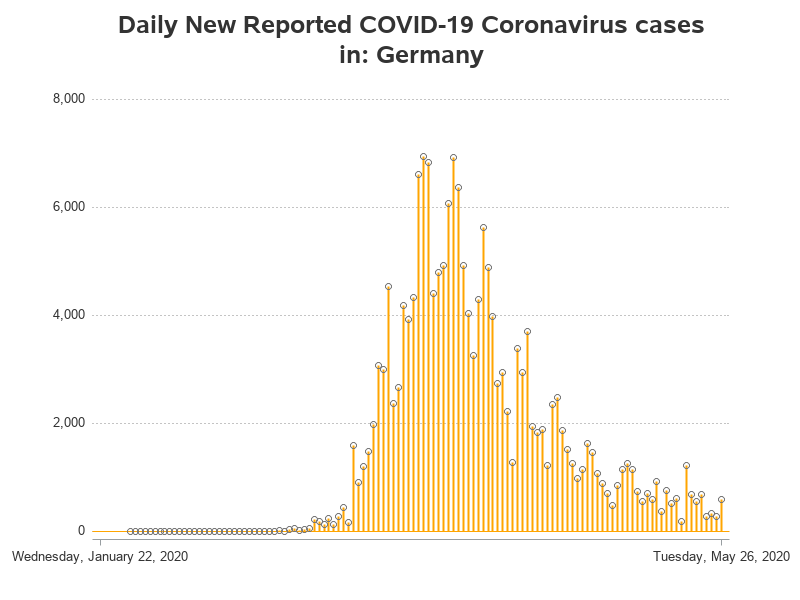 Daily New Reported COVID-19 Coronavirus cases
in: Germany
8,000
6,000
4,000
2,000
0
Wednesday, January 22, 2020
Tuesday, May 26, 2020